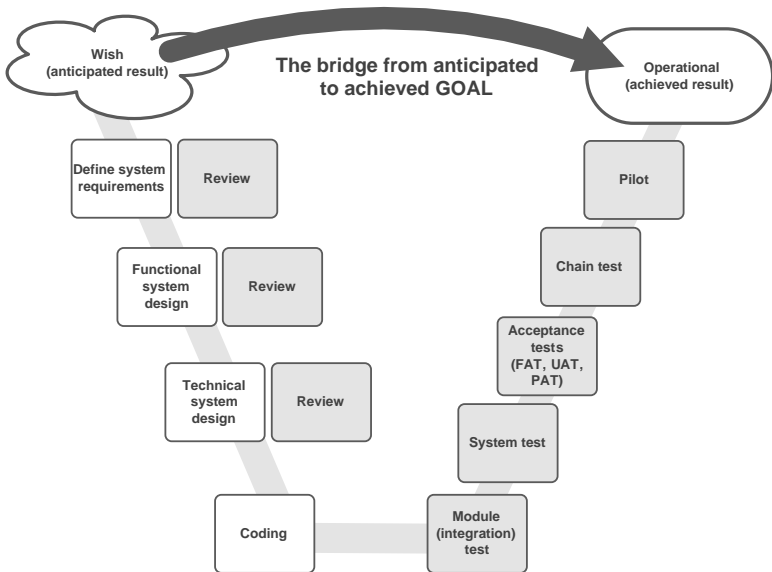 Wish
(anticipated result)
The bridge from anticipated
to achieved GOAL
Operational
(achieved result)
Define system
requirements
Review
Pilot
Functional
system
design
Review
Chain test
Acceptance
tests
(FAT, UAT,
PAT)
Technical
system
design
Review
System test
Coding
Module
(integration)
test